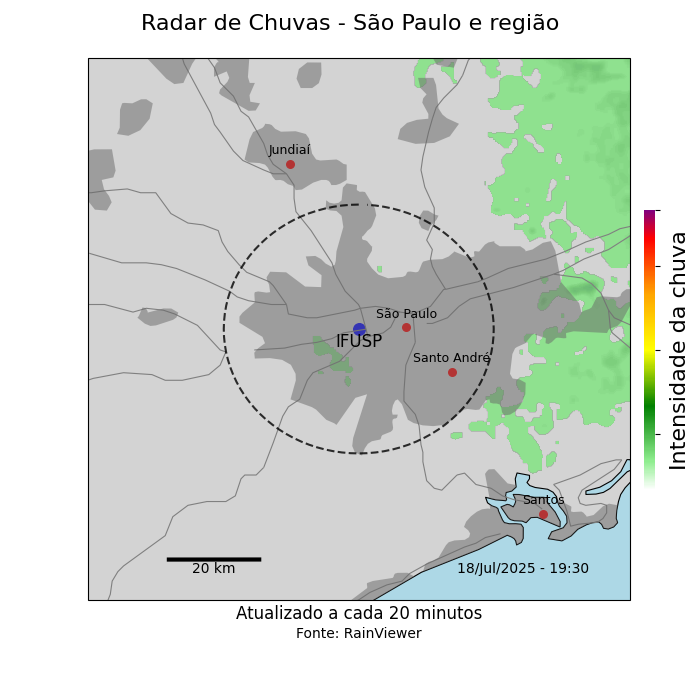 Radar de Chuvas - São Paulo e região
Jundiaí
São Paulo
IFUSP
Santo André
Santos
20 km
18/Jul/2025 - 19:30
Intensidade da chuva
Atualizado a cada 20 minutos
Fonte: RainViewer